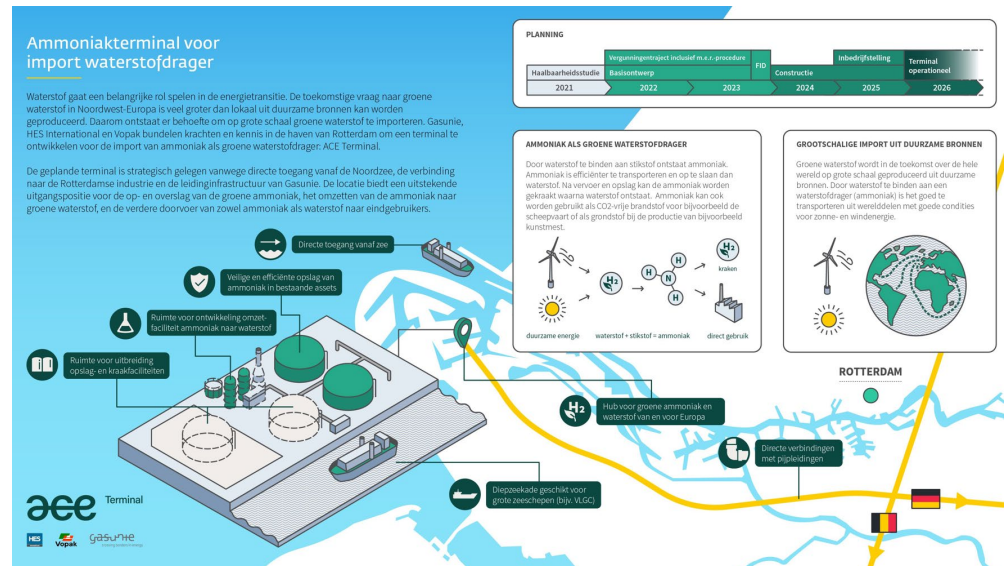 Ammoniakterminal voor
import waterstofdrager
Waterstof gaat een belangrijke rol spelen in de energietransitie. De toekomstige vraag naar groene
waterstof in Noordwest-Europa is veel groter dan lokaal uit duurzame bronnen kan worden
geproduceerd. Daarom ontstaat er behoefte om op grote schaal groene waterstof te importeren. Gasunie,
HES International en Vopak bundelen krachten en kennis in de haven van Rotterdam om een terminal te
ontwikkelen voor de import van ammoniak als groene waterstofdrager: ACE Terminal.
De geplande terminal is strategisch gelegen vanwege directe toegang vanaf de Noordzee, de verbinding
naar de Rotterdamse industrie en de leidinginfrastructuur van Gasunie. De locatie biedt een uitstekende
uitgangspositie voor de op- en overslag van de groene ammoniak, het omzetten van de ammoniak naar
groene waterstof, en de verdere doorvoer van zowel ammoniak als waterstof naar eindgebruikers.
PLANNING
Vergunningentraject inclusief m.e.r.-procedure
FID
Inbedrijfstelling
Terminal
operationeel
Haalbaarheidsstudie
Basisontwerp
Constructie
2021
2022
2023
2024
2025
2026
AMMONIAK ALS GROENE WATERSTOFDRAGER
Door waterstof te binden aan stikstof ontstaat ammoniak.
Ammoniak is efficiënter te transporteren en op te slaan dan
waterstof. Na vervoer en opslag kan de ammoniak worden
gekraakt waarna waterstof ontstaat. Ammoniak kan ook
worden gebruikt als CO2-vrije brandstof voor bijvoorbeeld de
scheepvaart of als grondstof bij de productie van bijvoorbeeld
kunstmest.
H2
H
N
H
H
H2
kraken
duurzame energie
waterstof + stikstof = ammoniak
direct gebruik
GROOTSCHALIGE IMPORT UIT DUURZAME BRONNEN
Groene waterstof wordt in de toekomst over de hele
wereld op grote schaal geproduceerd uit duurzame
bronnen. Door waterstof te binden aan een
waterstofdrager (ammoniak) is het goed te
transporteren uit werelddelen met goede condities
voor zonne- en windenergie.
Directe toegang vanaf zee
Veilige en efficiënte opslag van
ammoniak in bestaande assets
Ruimte voor ontwikkeling omzet-
faciliteit ammoniak naar waterstof
Ruimte voor uitbreiding
opslag- en kraakfaciliteiten
ROTTERDAM
H2
Hub voor groene ammoniak en
waterstof van en voor Europa
Directe verbindingen
met pijpleidingen
Diepzeekade geschikt voor
grote zeeschepen (bijv. VLGC)
ace Terminal
HES
Vopak
gasunie